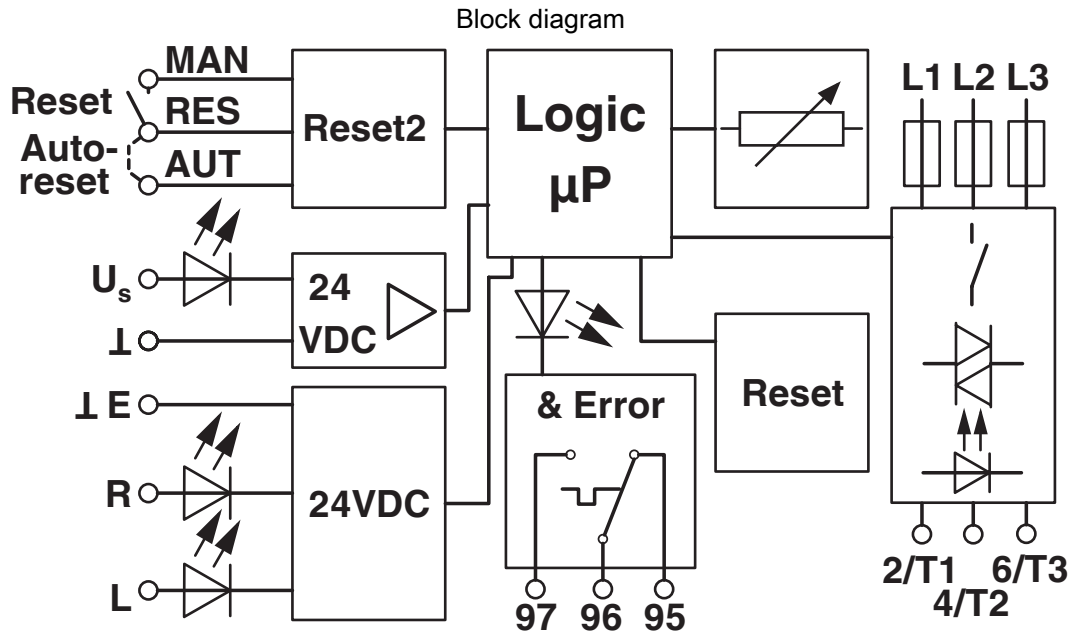 Block diagram
MAN
Reset
RES
Auto-
reset
AUT
Reset2
Logic
µP
L1 L2 L3
Us
24
VDC
⊥
⊥ E
R
L
24VDC
& Error
Reset
97 96 95
2/T1 6/T3
4/T2